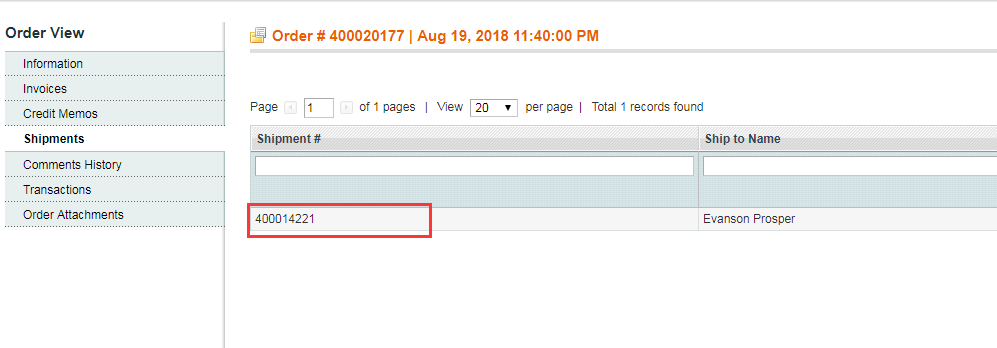 Order View
Information
Invoices
Credit Memos
Shipments
Comments History
Transactions
Order Attachments
Order # 400020177 | Aug 19, 2018 11:40:00 PM
Page 1 of 1 pages | View 20 per page | Total 1 records found
Shipment # Ship to Name
400014221 Evanson Prosper